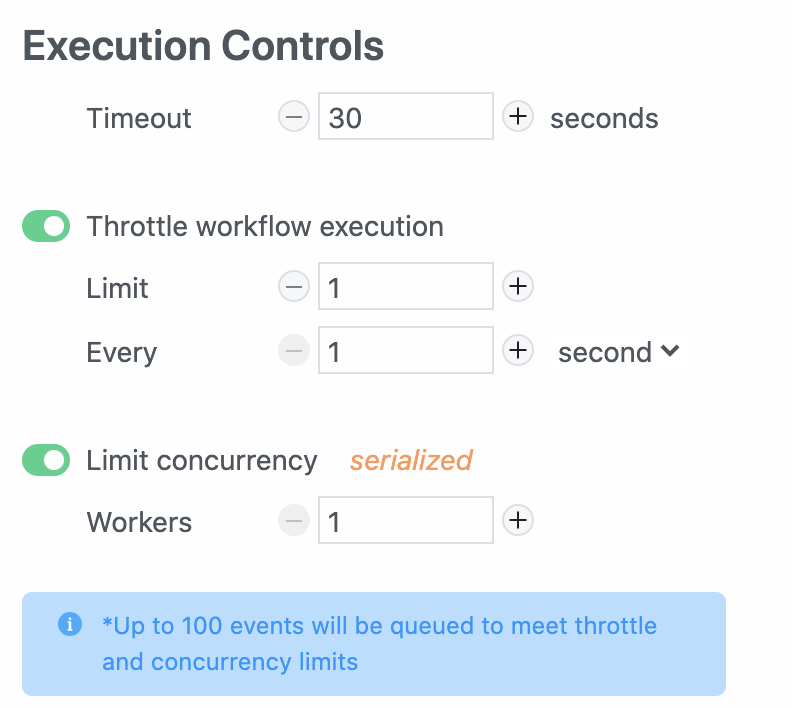 Execution Controls
Timeout 30 seconds
Throttle workflow execution
Limit 1
Every 1 second
Limit concurrency serialized
Workers 1
*Up to 100 events will be queued to meet throttle
and concurrency limits